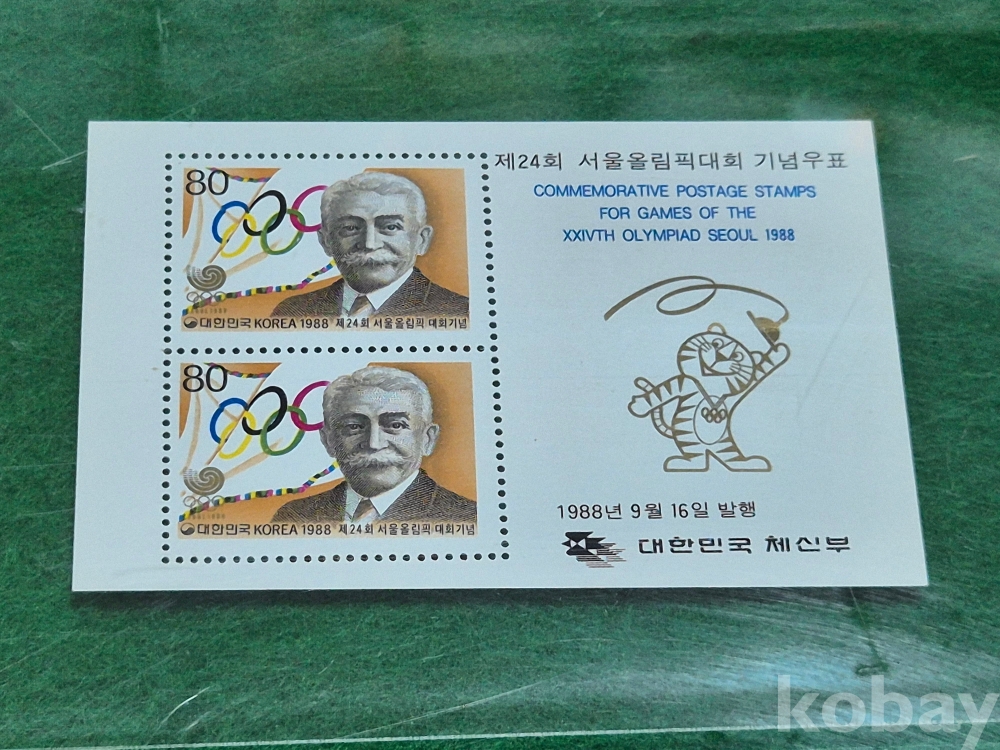 제24회 서울올림픽대회 기념우표
COMMEMORATIVE POSTAGE STAMPS
FOR GAMES OF THE
XXIVTH OLYMPIAD SEOUL 1988
80
대한민국 KOREA 1988 제24회 서울올림픽 대회기념
80
대한민국 KOREA 1988 제24회 서울올림픽 대회기념
1988년 9월 16일 발행
대한민국 체신부
kobay